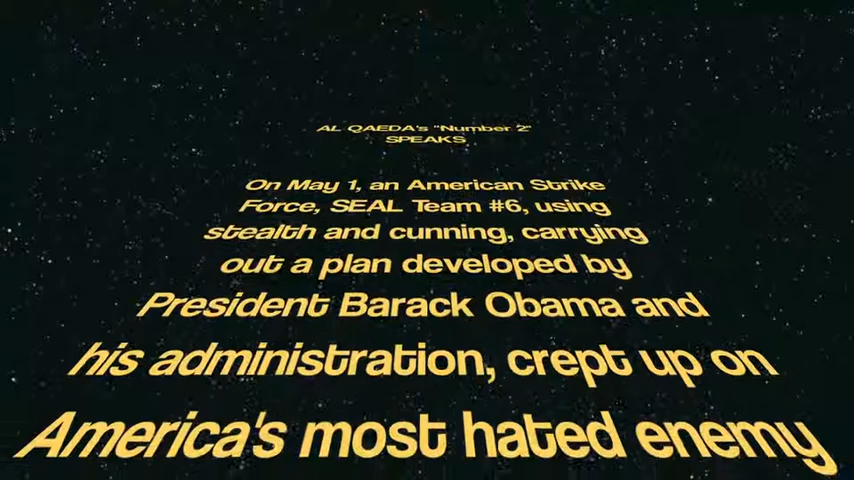 AL QAEDA's "Number 2"
SPEAKS
On May 1, an American Strike
Force, SEAL Team #6, using
stealth and cunning, carrying
out a plan developed by
President Barack Obama and
his administration, crept up on
America's most hated enemy